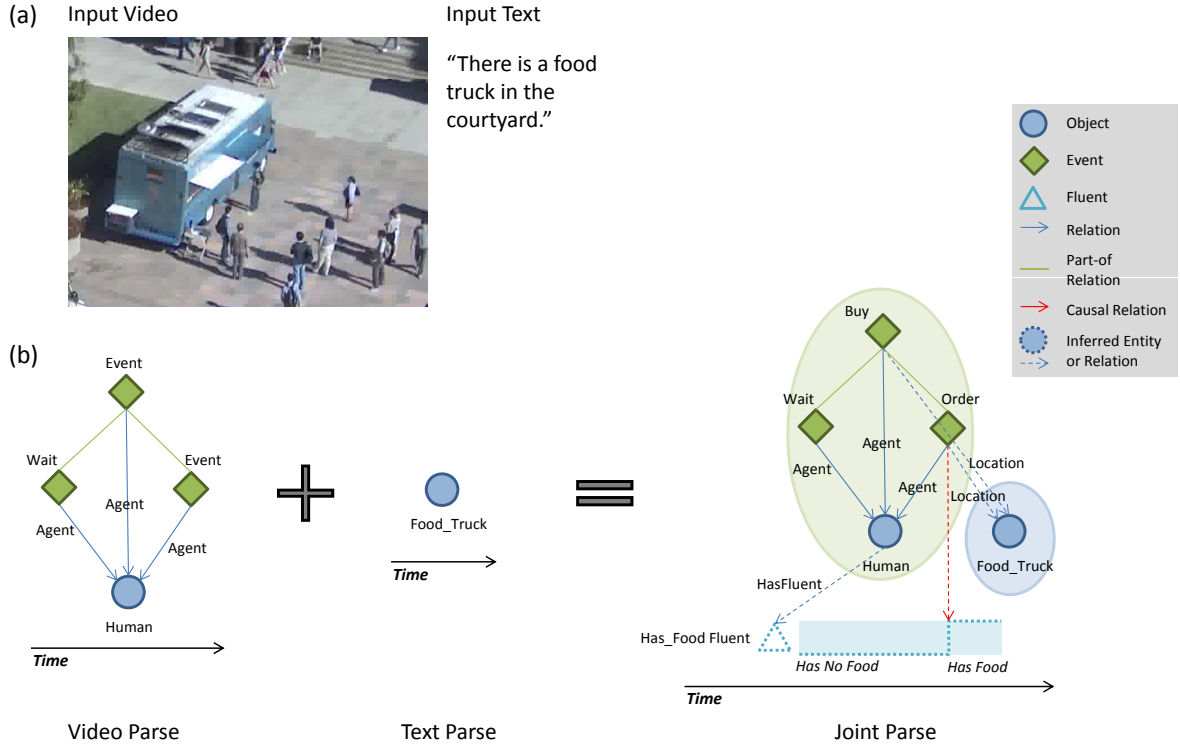 (a)
Input Video
Input Text
“There is a food
truck in the
courtyard.”
Object
Event
Fluent
Relation
Part-of
Relation
Causal Relation
Inferred Entity
or Relation
(b)
Event
Wait
Event
Agent
Agent
Agent
Human
Time
Food_Truck
Time
Buy
Wait
Order
Agent
Agent
Agent
Location
Location
Human
Food_Truck
HasFluent
Has_Food Fluent
Has No Food
Has Food
Time
Video Parse
Text Parse
Joint Parse